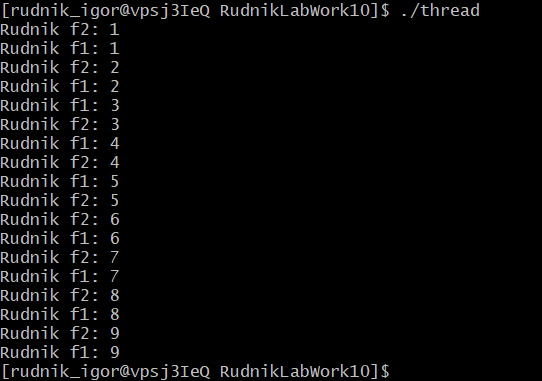 [rudnik_igor@vpsj3IeQ RudnikLabWork10]$ ./thread
Rudnik f2: 1
Rudnik f1: 1
Rudnik f2: 2
Rudnik f1: 2
Rudnik f1: 3
Rudnik f2: 3
Rudnik f1: 4
Rudnik f2: 4
Rudnik f1: 5
Rudnik f2: 5
Rudnik f2: 6
Rudnik f1: 6
Rudnik f2: 7
Rudnik f1: 7
Rudnik f2: 8
Rudnik f1: 8
Rudnik f2: 9
Rudnik f1: 9
[rudnik_igor@vpsj3IeQ RudnikLabWork10]$